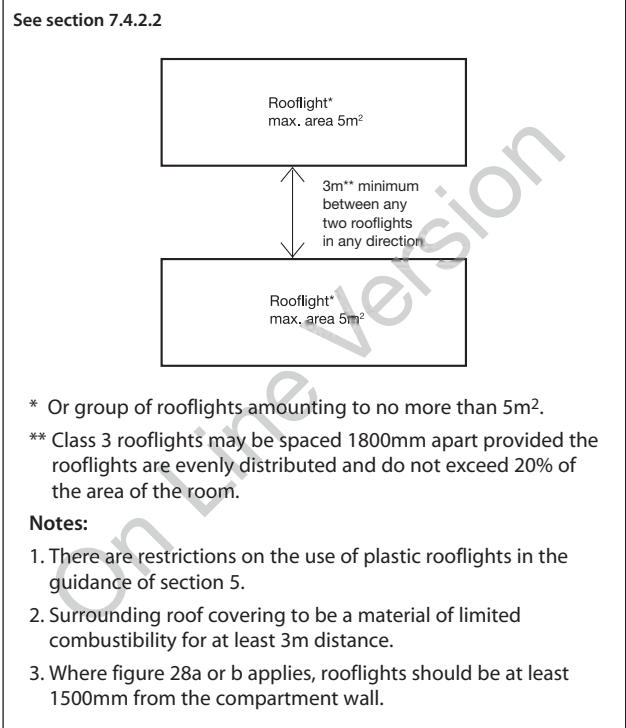 See section 7.4.2.2
Rooflight*
max. area 5m²
3m** minimum
between any
two rooflights
in any direction
Rooflight*
max. area 5m²
* Or group of rooflights amounting to no more than 5m².
** Class 3 rooflights may be spaced 1800mm apart provided the
rooflights are evenly distributed and do not exceed 20% of
the area of the room.
Notes:
1. There are restrictions on the use of plastic rooflights in the
guidance of section 5.
2. Surrounding roof covering to be a material of limited
combustibility for at least 3m distance.
3. Where figure 28a or b applies, rooflights should be at least
1500mm from the compartment wall.
On Line Version